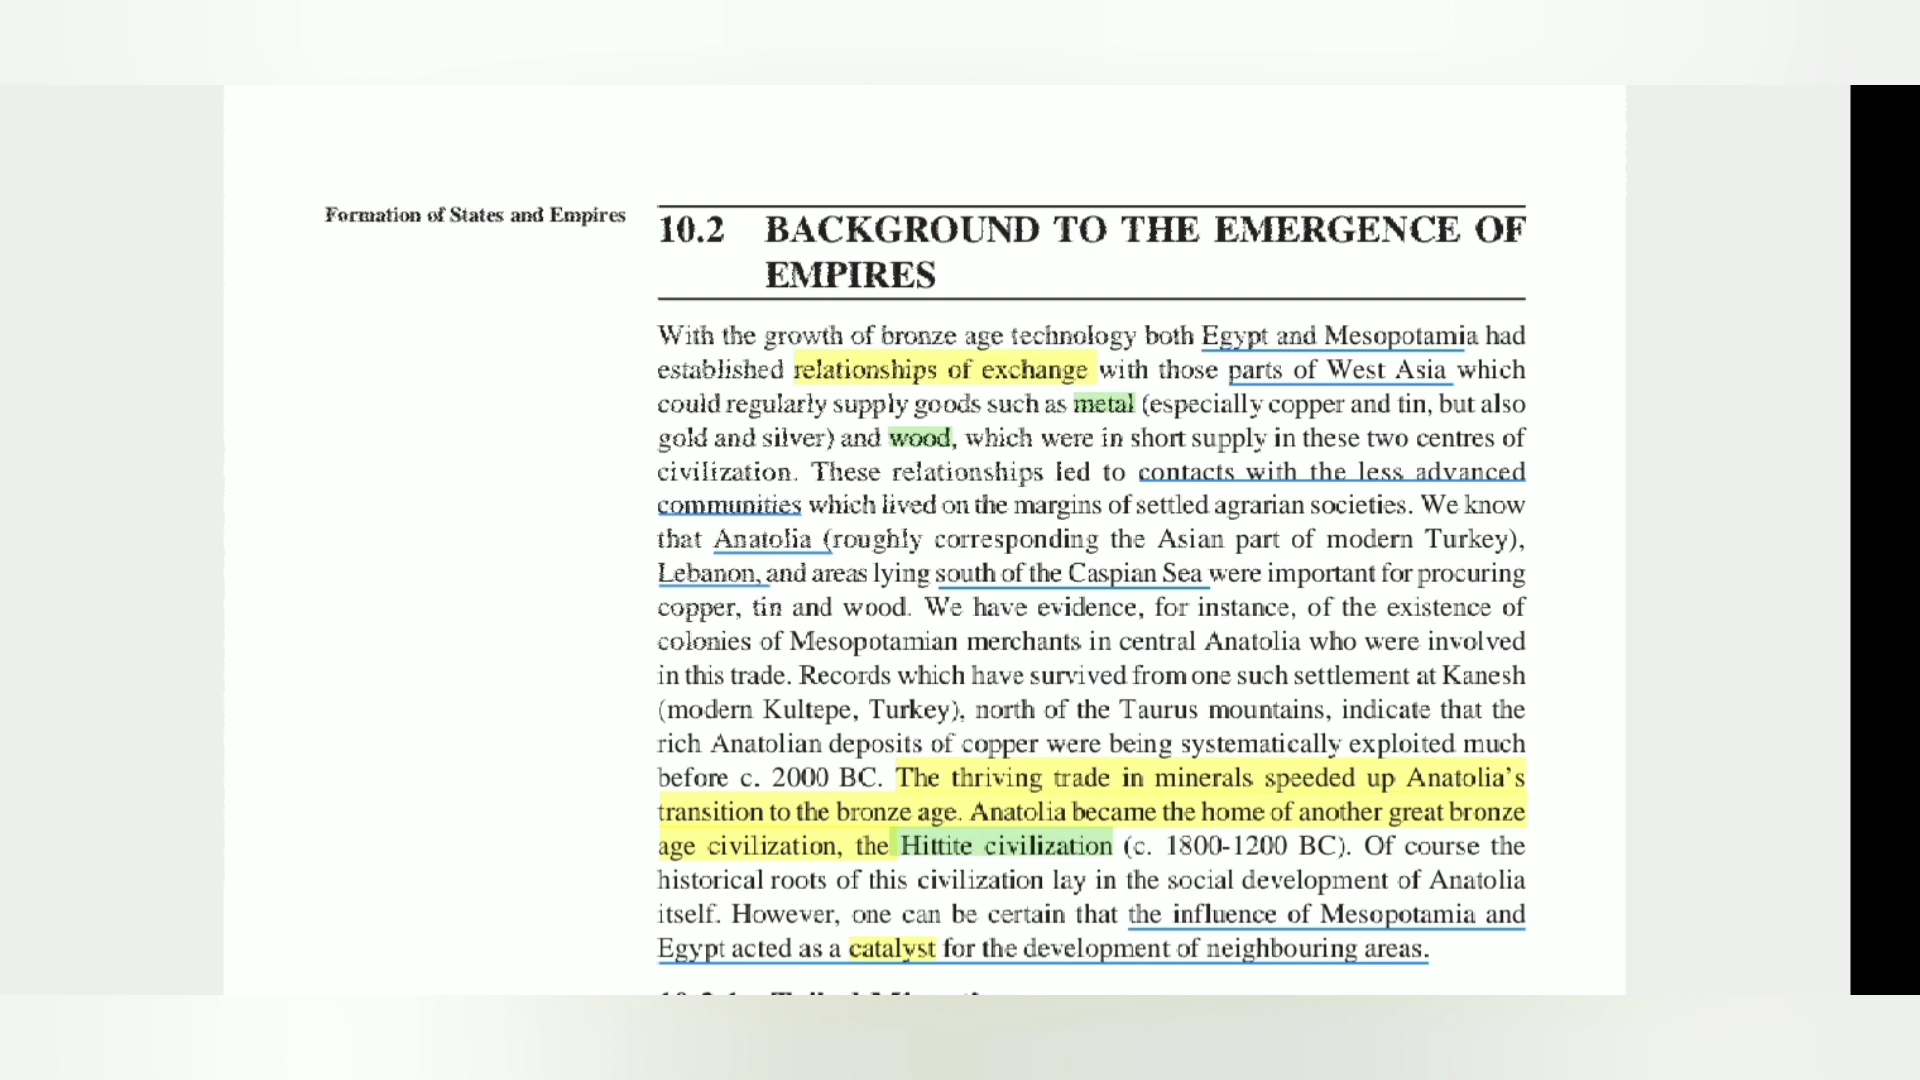 Formation of States and Empires
10.2 BACKGROUND TO THE EMERGENCE OF
EMPIRES
With the growth of bronze age technology both Egypt and Mesopotamia had
established relationships of exchange with those parts of West Asia which
could regularly supply goods such as metal (especially copper and tin, but also
gold and silver) and wood, which were in short supply in these two centres of
civilization. These relationships led to contacts with the less advanced
communities which lived on the margins of settled agrarian societies. We know
that Anatolia (roughly corresponding the Asian part of modern Turkey),
Lebanon, and areas lying south of the Caspian Sea were important for procuring
copper, tin and wood. We have evidence, for instance, of the existence of
colonies of Mesopotamian merchants in central Anatolia who were involved
in this trade. Records which have survived from one such settlement at Kanesh
(modern Kultepe, Turkey), north of the Taurus mountains, indicate that the
rich Anatolian deposits of copper were being systematically exploited much
before c. 2000 BC. The thriving trade in minerals speeded up Anatolia's
transition to the bronze age. Anatolia became the home of another great bronze
age civilization, the Hittite civilization (c. 1800-1200 BC). Of course the
historical roots of this civilization lay in the social development of Anatolia
itself. However, one can be certain that the influence of Mesopotamia and
Egypt acted as a catalyst for the development of neighbouring areas.